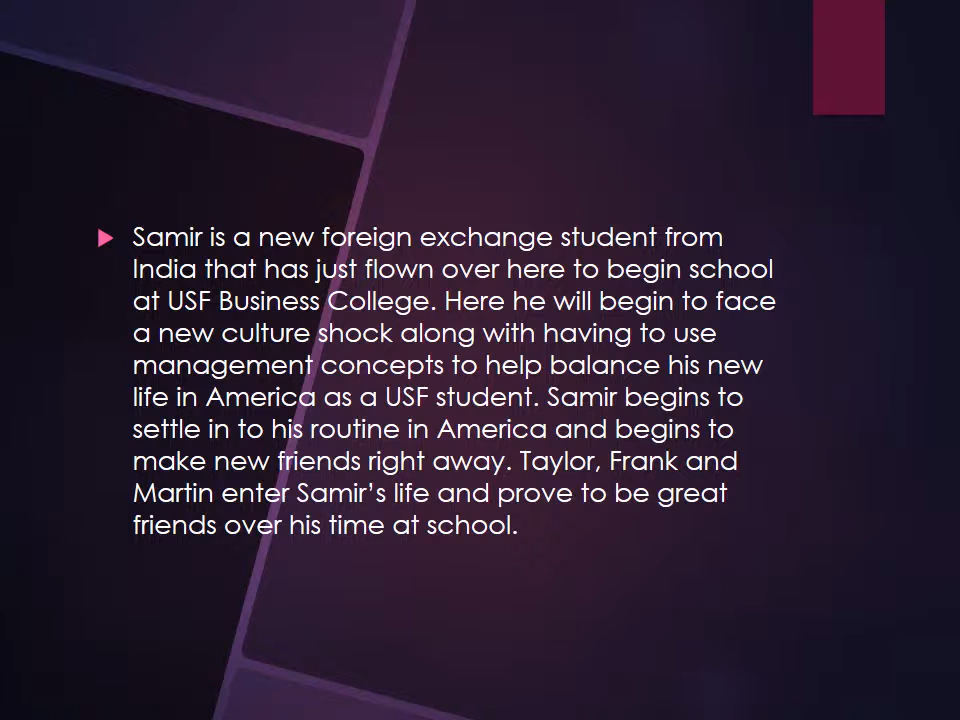 Samir is a new foreign exchange student from
India that has just flown over here to begin school
at USF Business College. Here he will begin to face
a new culture shock along with having to use
management concepts to help balance his new
life in America as a USF student. Samir begins to
settle in to his routine in America and begins to
make new friends right away. Taylor, Frank and
Martin enter Samir’s life and prove to be great
friends over his time at school.